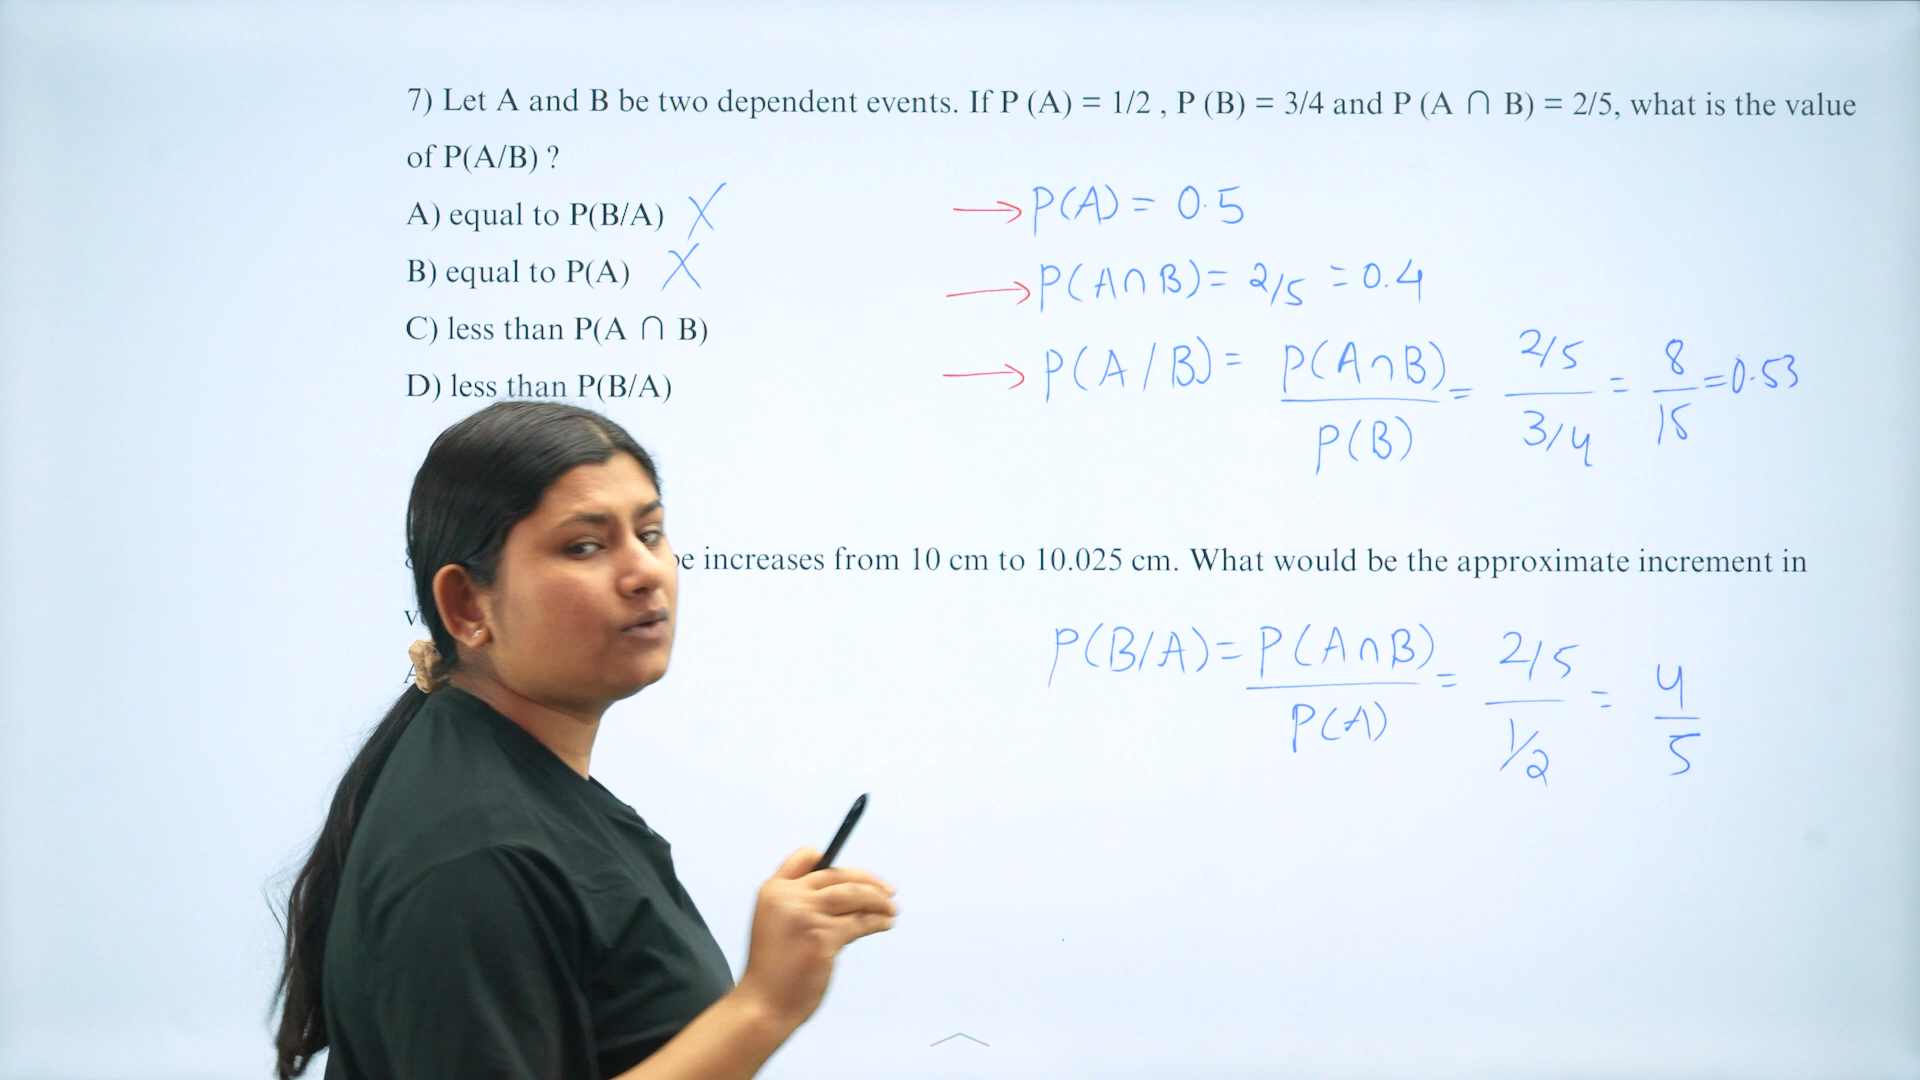 7) Let A and B be two dependent events. If P (A) = 1/2 , P (B) = 3/4 and P (A ∩ B) = 2/5, what is the value
of P(A/B) ?
A) equal to P(B/A) X
B) equal to P(A) X
C) less than P(A ∩ B)
D) less than P(B/A)
→ P(A) = 0.5
→ P(A∩B) = 2/5 = 0.4
→ P(A/B) = P(A∩B)/P(B) = (2/5)/(3/4) = 8/15 = 0.53
e increases from 10 cm to 10.025 cm. What would be the approximate increment in
P(B/A) = P(A∩B)/P(A) = (2/5)/(1/2) = 4/5